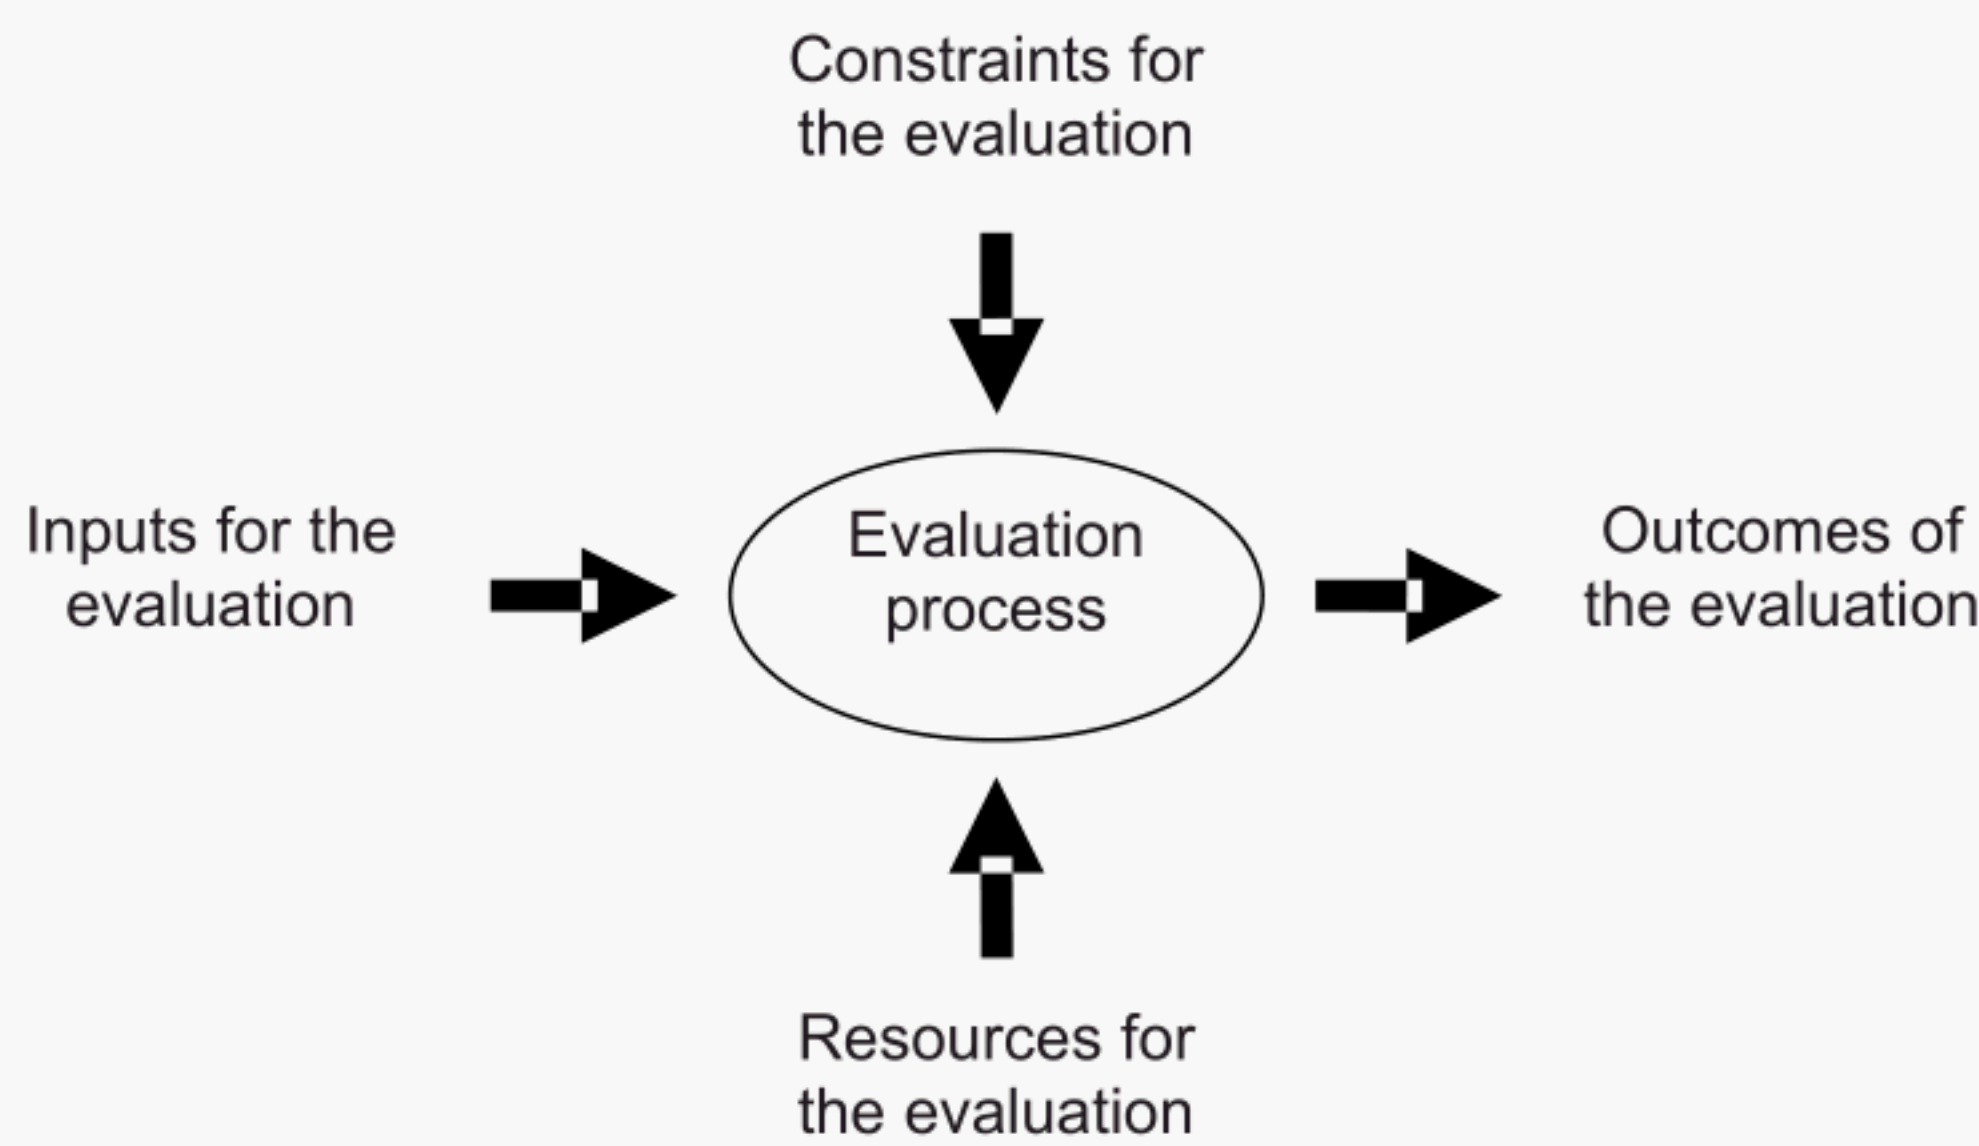 Constraints for
the evaluation
Inputs for the
evaluation
Evaluation
process
Outcomes of
the evaluation
Resources for
the evaluation